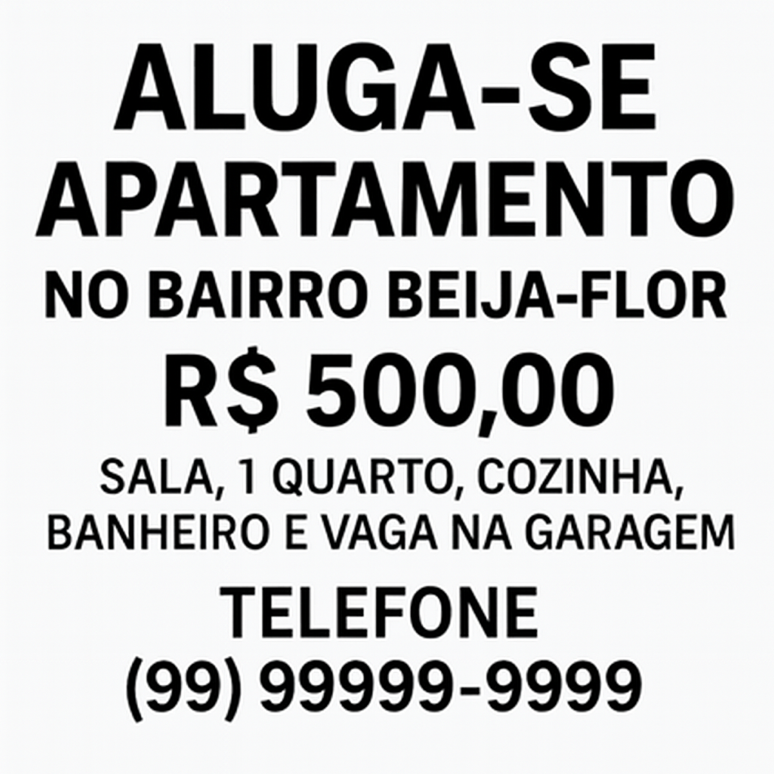 ALUGA-SE
APARTAMENTO
NO BAIRRO BEIJA-FLOR
R$ 500,00
SALA, 1 QUARTO, COZINHA,
BANHEIRO E VAGA NA GARAGEM
TELEFONE
(99) 99999-9999